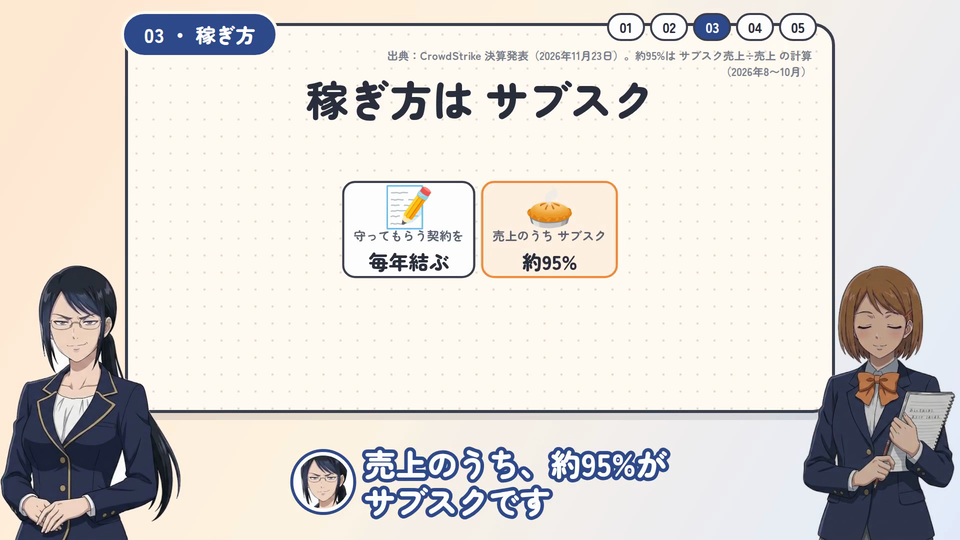 03 ・ 稼ぎ方
01 02 03 04 05
出典：CrowdStrike 決算発表（2026年11月23日）。約95%は サブスク売上÷売上 の計算
（2026年8〜10月）
稼ぎ方は サブスク
守ってもらう契約を
毎年結ぶ
売上のうち サブスク
約95%
売上のうち、約95%が
サブスクです